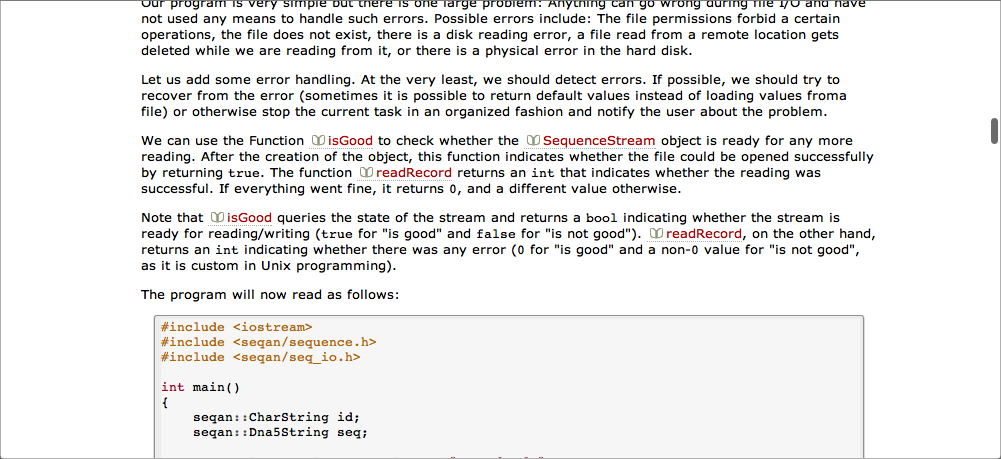 Our program is very simple but there is one large problem: Anything can go wrong during file I/O and have
not used any means to handle such errors. Possible errors include: The file permissions forbid a certain
operations, the file does not exist, there is a disk reading error, a file read from a remote location gets
deleted while we are reading from it, or there is a physical error in the hard disk.
Let us add some error handling. At the very least, we should detect errors. If possible, we should try to
recover from the error (sometimes it is possible to return default values instead of loading values froma
file) or otherwise stop the current task in an organized fashion and notify the user about the problem.
We can use the Function isGood to check whether the SequenceStream object is ready for any more
reading. After the creation of the object, this function indicates whether the file could be opened successfully
by returning true. The function readRecord returns an int that indicates whether the reading was
successful. If everything went fine, it returns 0, and a different value otherwise.
Note that isGood queries the state of the stream and returns a bool indicating whether the stream is
ready for reading/writing (true for "is good" and false for "is not good"). readRecord, on the other hand,
returns an int indicating whether there was any error (0 for "is good" and a non-0 value for "is not good",
as it is custom in Unix programming).
The program will now read as follows:
#include <iostream>
#include <seqan/sequence.h>
#include <seqan/seq_io.h>
int main()
{
seqan::CharString id;
seqan::Dna5String seq;